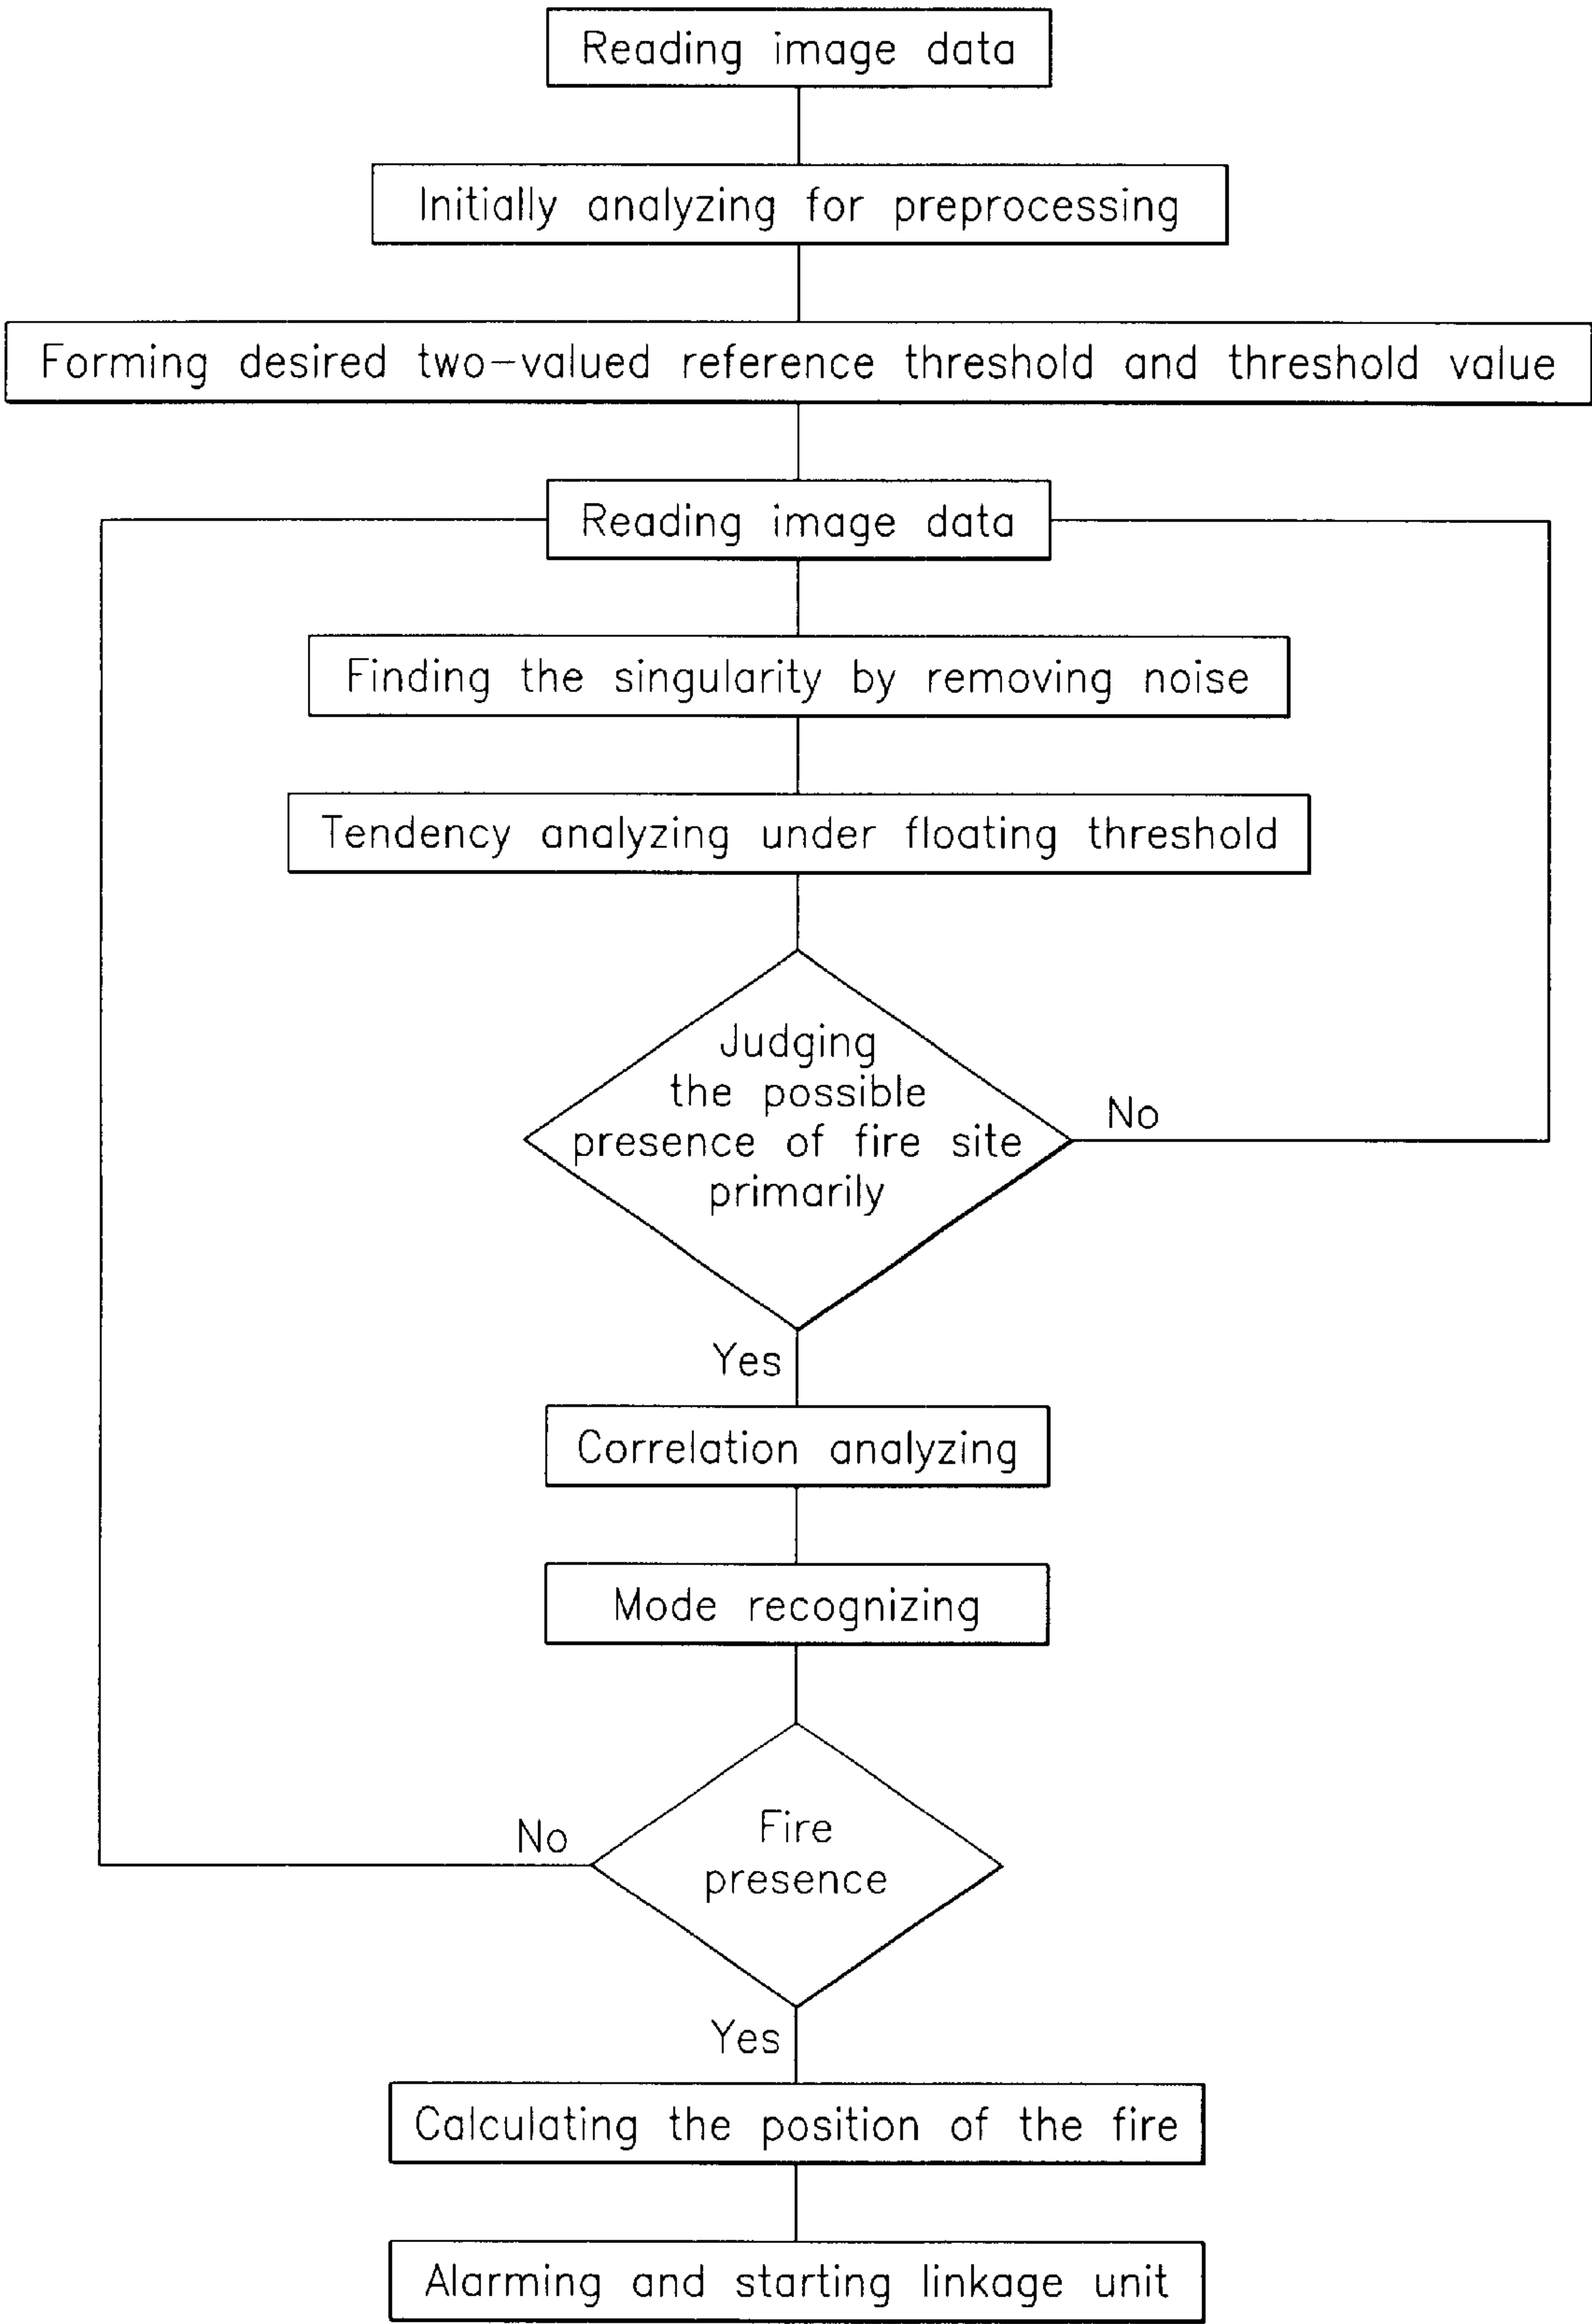 Reading image data
Initially analyzing for preprocessing
Forming desired two-valued reference threshold and threshold value
Reading image data
Finding the singularity by removing noise
Tendency analyzing under floating threshold
Judging
the possible
presence of fire site
primarily
No
Yes
Correlation analyzing
Mode recognizing
Fire
presence
No
Yes
Calculating the position of the fire
Alarming and starting linkage unit